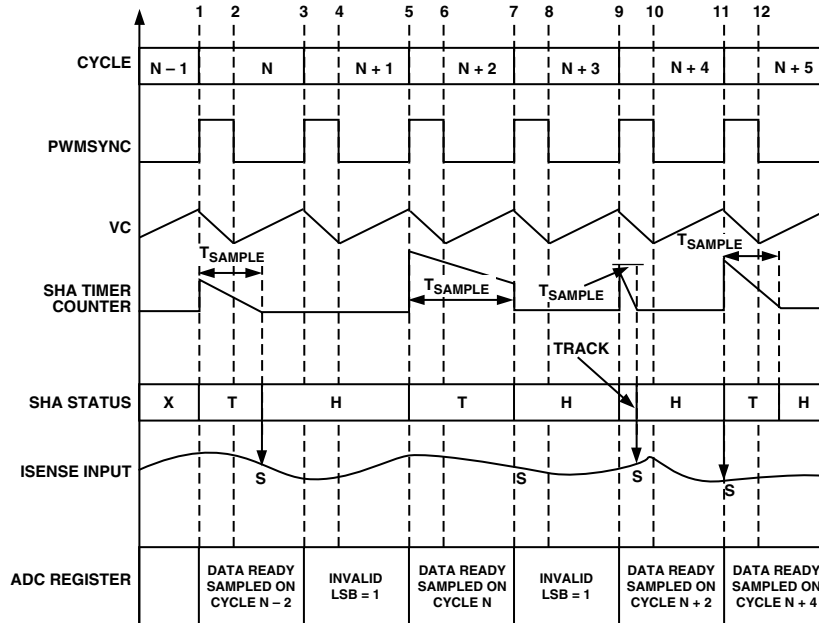 1 2 3 4 5 6 7 8 9 10 11 12
CYCLE N – 1 N N + 1 N + 2 N + 3 N + 4 N + 5
PWMSYNC
VC
TSAMPLE TSAMPLE
SHA TIMER TSAMPLE TSAMPLE
COUNTER
TRACK
SHA STATUS X T H T H H T H
ISENSE INPUT
S S S S
ADC REGISTER
DATA READY
SAMPLED ON
CYCLE N – 2
INVALID
LSB = 1
DATA READY
SAMPLED ON
CYCLE N
INVALID
LSB = 1
DATA READY
SAMPLED ON
CYCLE N + 2
DATA READY
SAMPLED ON
CYCLE N + 4